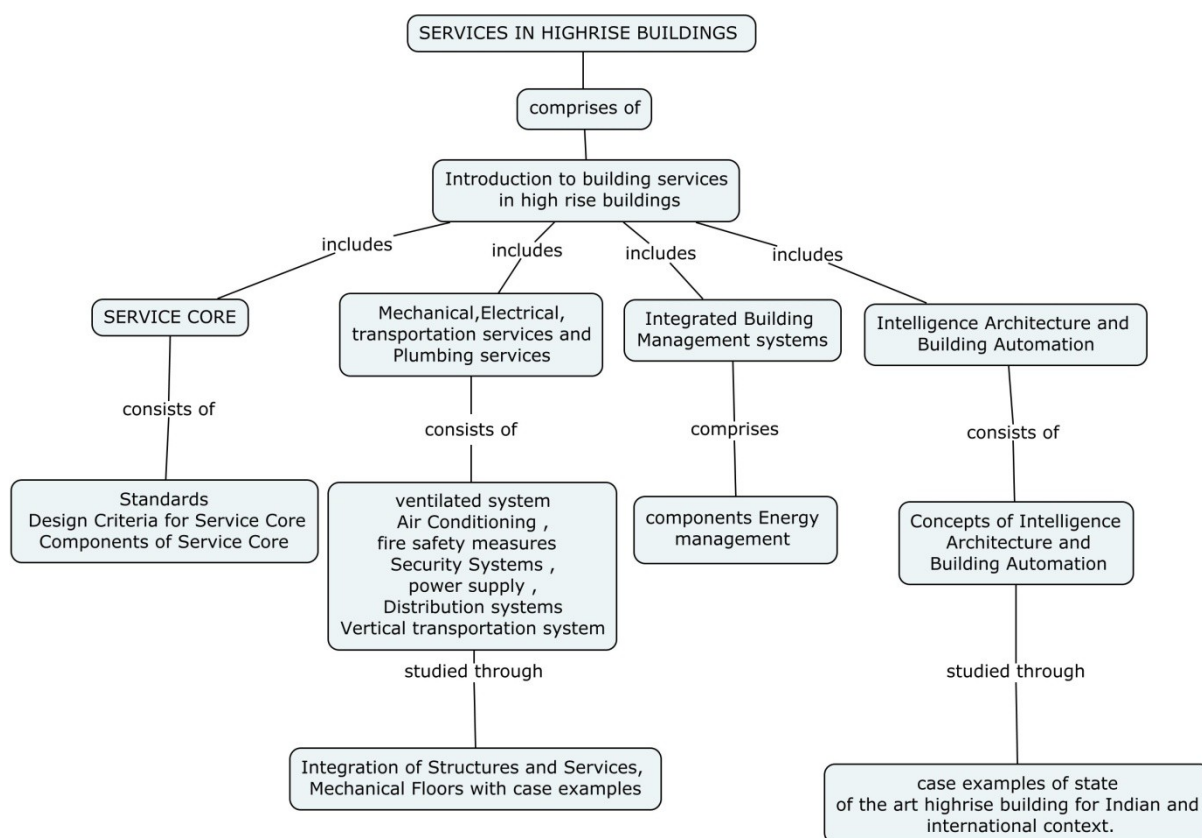 SERVICES IN HIGHRISE BUILDINGS
comprises of
Introduction to building services
in high rise buildings
includes
includes
includes
includes
SERVICE CORE
Mechanical,Electrical,
transportation services and
Plumbing services
Integrated Building
Management systems
Intelligence Architecture and
Building Automation
consists of
consists of
comprises
consists of
Standards
Design Criteria for Service Core
Components of Service Core
ventilated system
Air Conditioning ,
fire safety measures
Security Systems ,
power supply ,
Distribution systems
Vertical transportation system
components Energy
management
Concepts of Intelligence
Architecture and
Building Automation
studied through
studied through
Integration of Structures and Services,
Mechanical Floors with case examples
case examples of state
of the art highrise building for Indian and
international context.